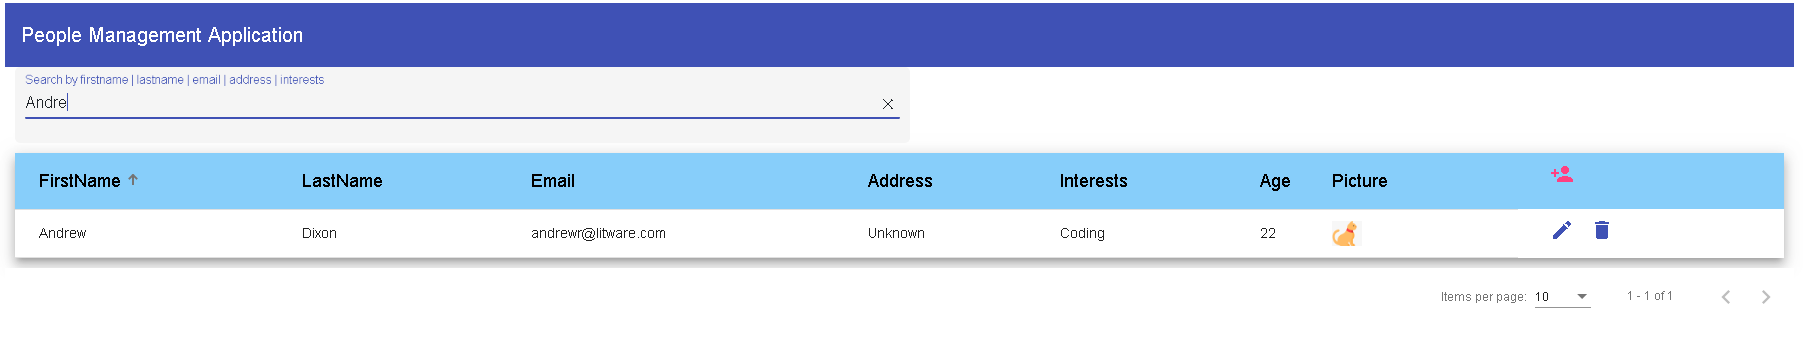 People Management Application
Search by firstname | lastname | email | address | interests
Andre
FirstName LastName Email Address Interests Age Picture
Andrew Dixon andrewr@litware.com Unknown Coding 22
Items per page: 10 1 - 1 of 1